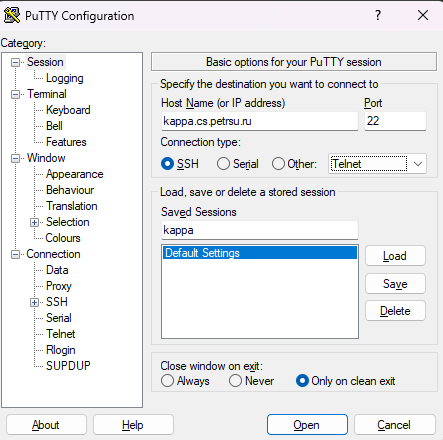 PuTTY Configuration
?
Category:
Session
Logging
Terminal
Keyboard
Bell
Features
Window
Appearance
Behaviour
Translation
Selection
Colours
Connection
Data
Proxy
SSH
Serial
Telnet
Rlogin
SUPDUP
Basic options for your PuTTY session
Specify the destination you want to connect to
Host Name (or IP address) Port
kappa.cs.petrsu.ru 22
Connection type:
SSH Serial Other: Telnet
Load, save or delete a stored session
Saved Sessions
kappa
Default Settings
Load
Save
Delete
Close window on exit:
Always Never Only on clean exit
About Help Open Cancel